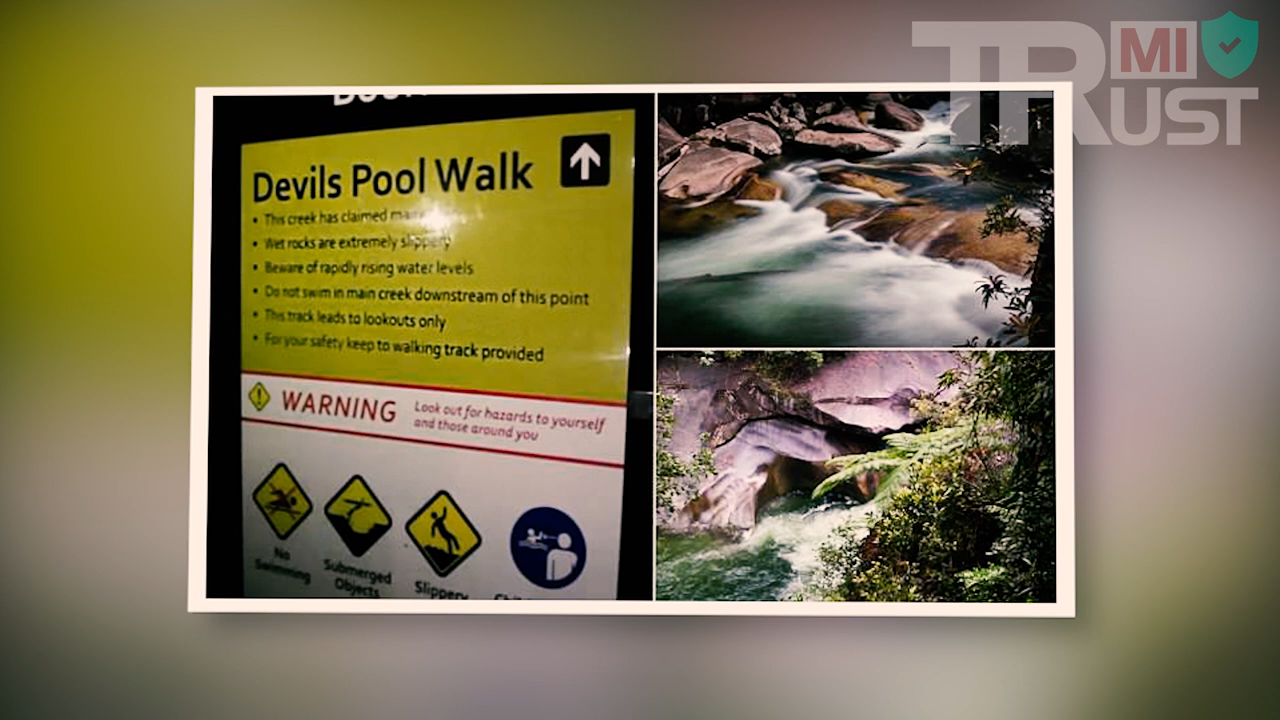 TRUST
MI
Devils Pool Walk
• This creek has claimed
• Wet rocks are extremely slippery
• Beware of rapidly rising water levels
• Do not swim in main creek downstream of this point
• This track leads to lookouts only
• For your safety keep to walking track provided
WARNING
Look out for hazards to yourself
and those around you
No
Swimming
Submerged
Objects
Slippery